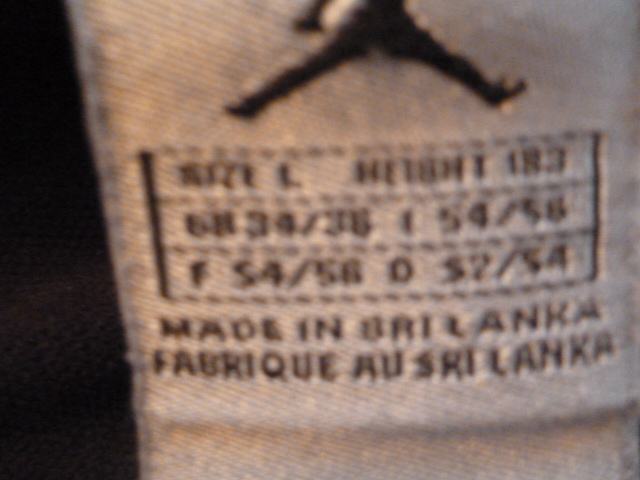 SIZE L HEIGHT 183
GB 34/36 I 54/56
F 54/56 D 52/54
MADE IN SRI LANKA
FABRIQUE AU SRI LANKA